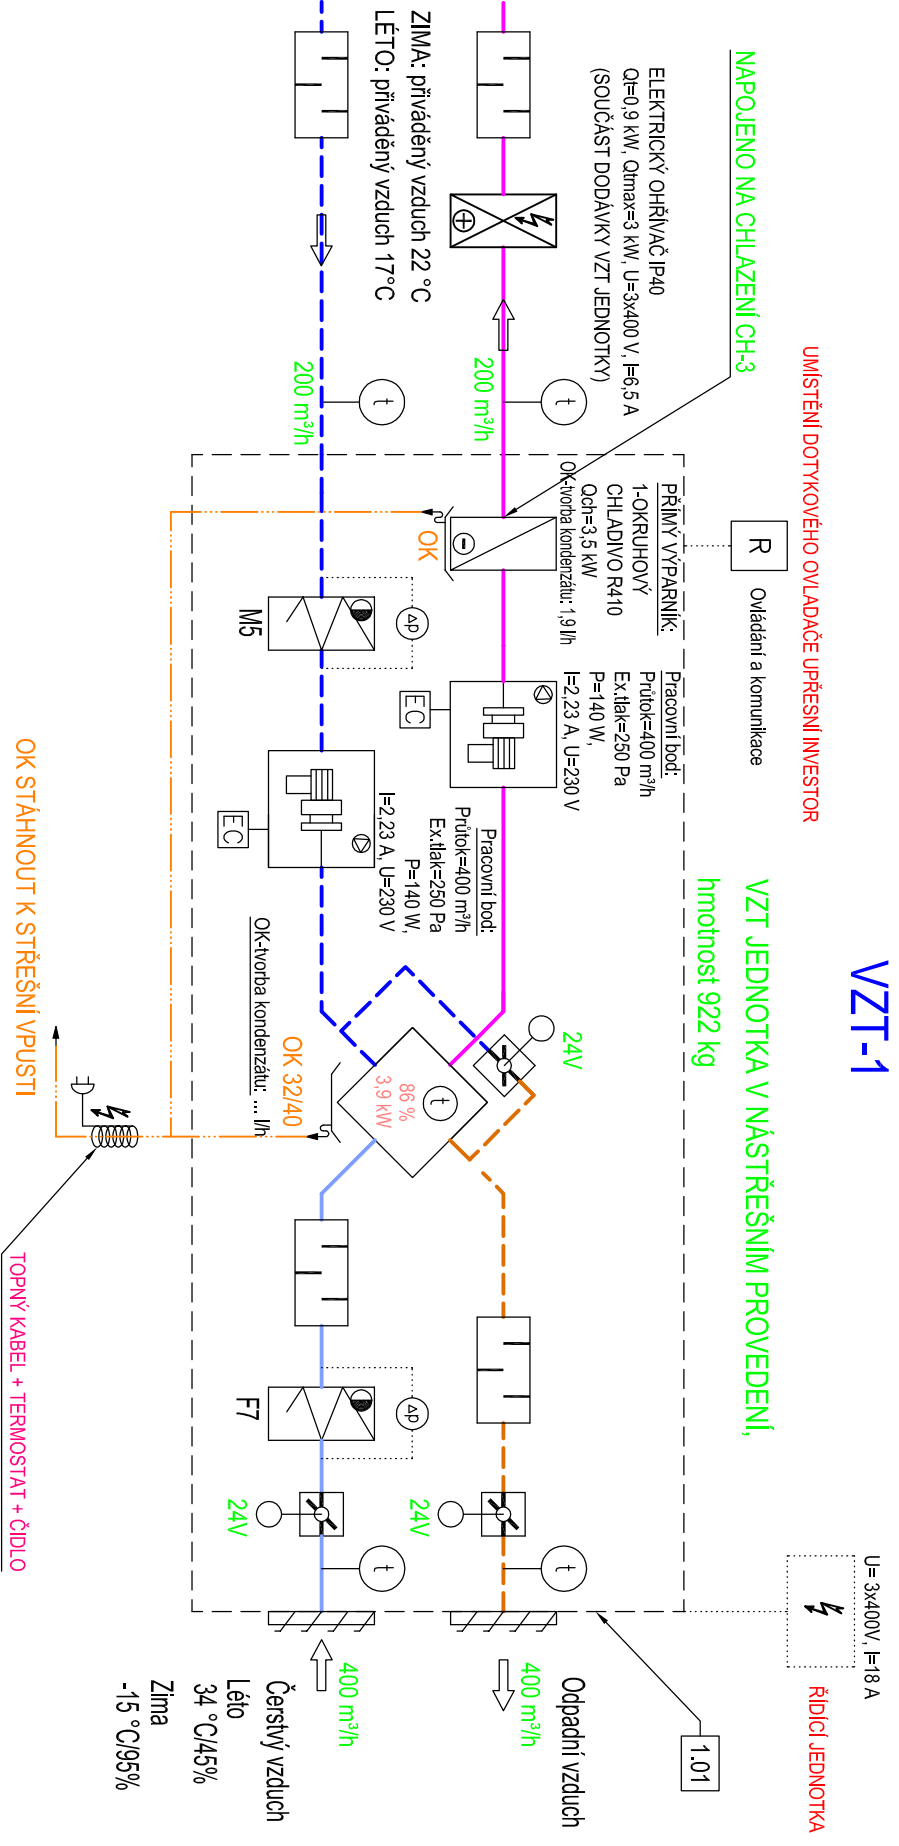 VZT-1
VZT JEDNOTKA V NÁSTŘEŠNÍM PROVEDENÍ,
hmotnost 922 kg
UMÍSTĚNÍ DOTYKOVÉHO OVLADAČE UPŘESNÍ INVESTOR
R
Ovládání a komunikace
U= 3x400V, I=18 A
ŘÍDÍCÍ JEDNOTKA
1.01
NAPOJENO NA CHLAZENÍ CH-3
ELEKTRICKÝ OHŘÍVAČ IP40
Qt=0,9 kW, Qtmax=3 kW, U=3x400 V, I=6,5 A
(SOUČÁST DODÁVKY VZT JEDNOTKY)
PŘÍMÝ VÝPARNÍK:
1-OKRUHOVÝ
CHLADIVO R410
Qch=3,5 kW
OK-tvorba kondenzátu: 1,9 l/h
Pracovní bod:
Průtok=400 m³/h
Ex.tlak=250 Pa
P=140 W,
I=2,23 A, U=230 V
t
200 m³/h
EC
24V
t
Odpadní vzduch
400 m³/h
Pracovní bod:
Průtok=400 m³/h
Ex.tlak=250 Pa
P=140 W,
I=2,23 A, U=230 V
ZIMA: přiváděný vzduch 22 °C
LÉTO: přiváděný vzduch 17°C
OK
Δp
t
86 %
3,9 kW
Δp
24V
t
200 m³/h
M5
EC
OK-tvorba kondenzátu: ... l/h
OK 32/40
F7
24V
t
400 m³/h
Čerstvý vzduch
Léto
34 °C/45%
Zima
-15 °C/95%
OK STÁHNOUT K STŘEŠNÍ VPUSTI
TOPNÝ KABEL + TERMOSTAT + ČIDLO